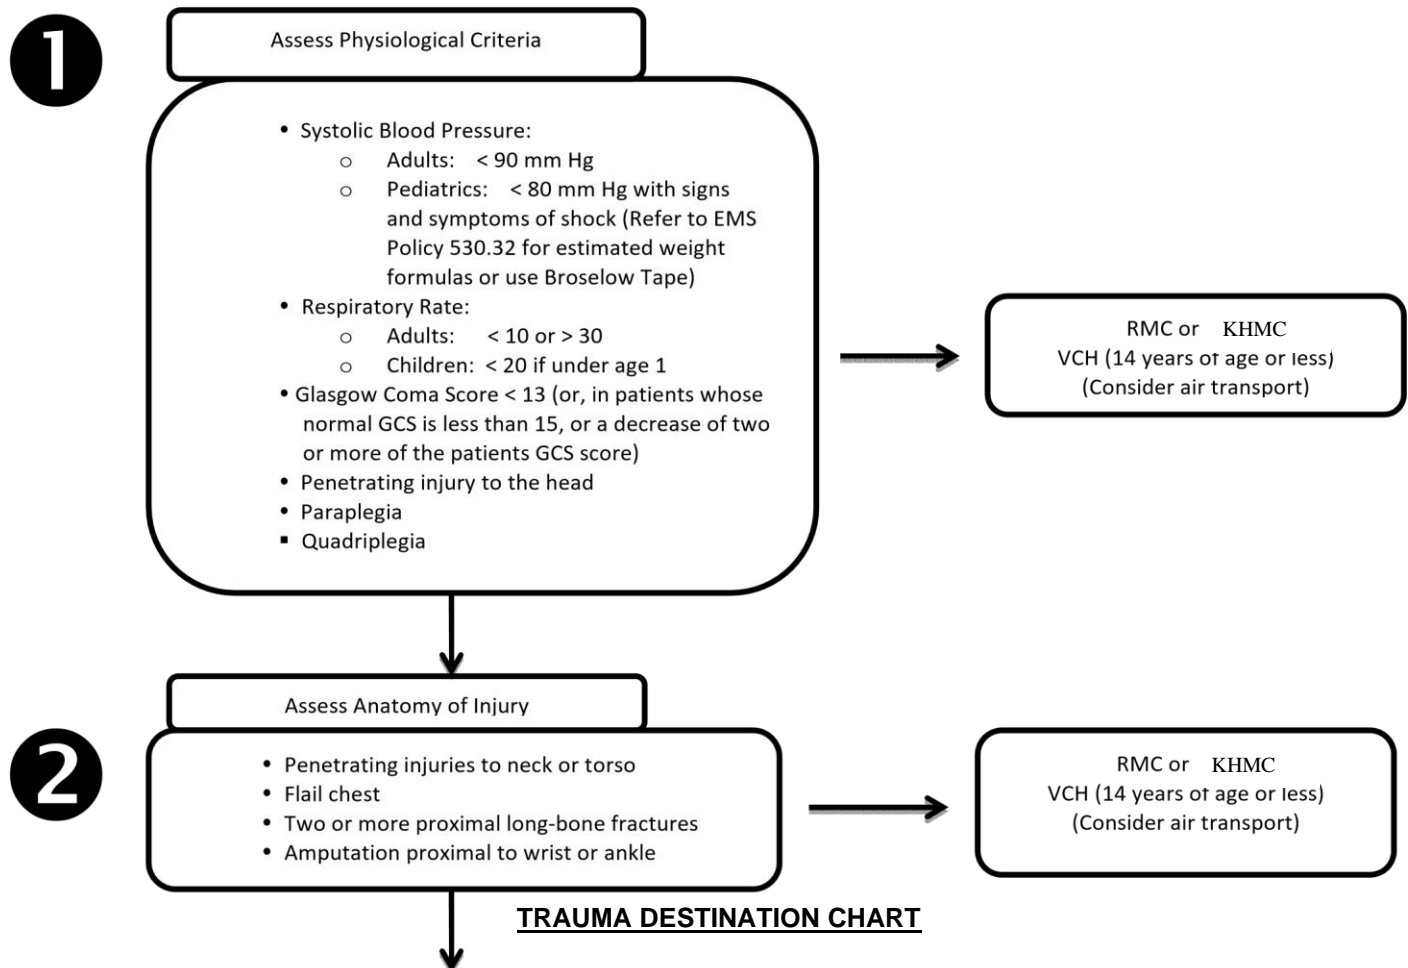 1
Assess Physiological Criteria
• Systolic Blood Pressure:
o Adults: < 90 mm Hg
o Pediatrics: < 80 mm Hg with signs
and symptoms of shock (Refer to EMS
Policy 530.32 for estimated weight
formulas or use Broselow Tape)
• Respiratory Rate:
o Adults: < 10 or > 30
o Children: < 20 if under age 1
• Glasgow Coma Score < 13 (or, in patients whose
normal GCS is less than 15, or a decrease of two
or more of the patients GCS score)
• Penetrating injury to the head
• Paraplegia
▪ Quadriplegia
RMC or KHMC
VCH (14 years of age or less)
(Consider air transport)
2
Assess Anatomy of Injury
• Penetrating injuries to neck or torso
• Flail chest
• Two or more proximal long-bone fractures
• Amputation proximal to wrist or ankle
RMC or KHMC
VCH (14 years of age or less)
(Consider air transport)
TRAUMA DESTINATION CHART